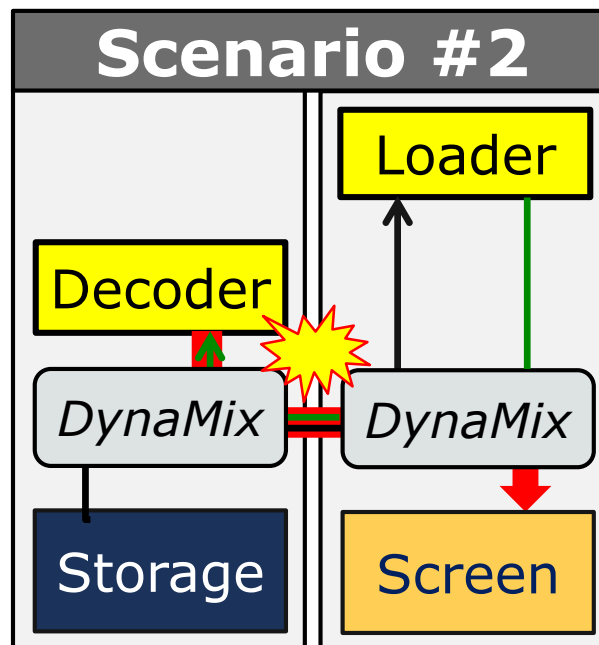 Scenario #2
Loader
Decoder
DynaMix
DynaMix
Storage
Screen